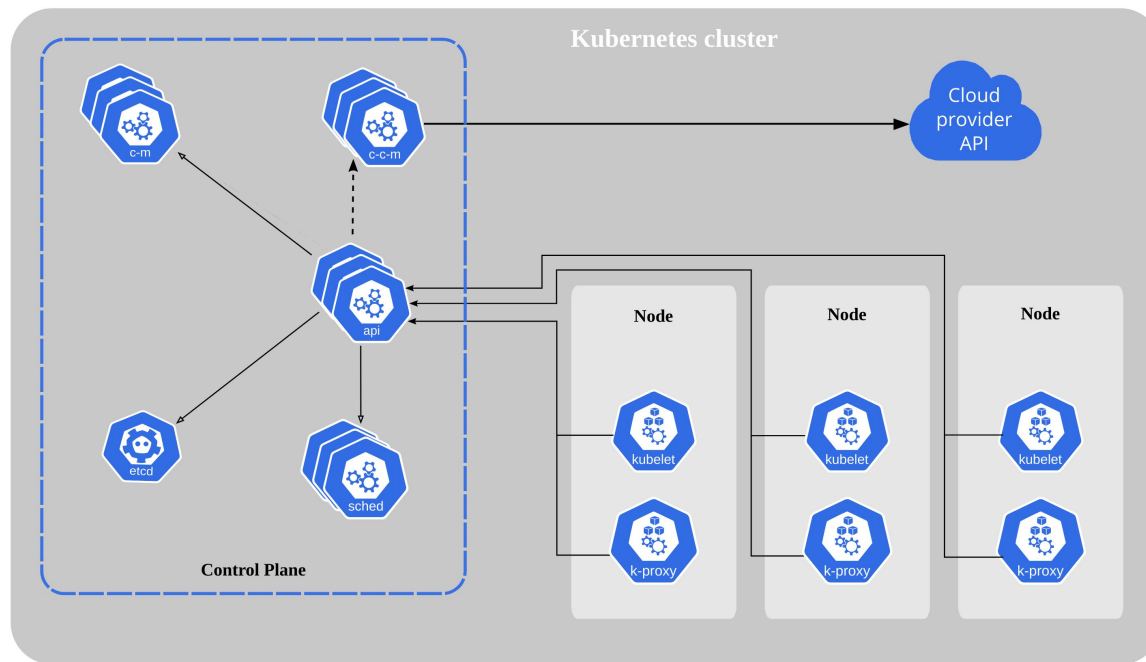 Kubernetes cluster
c-m
c-c-m
Cloud
provider
API
api
etcd
sched
Control Plane
Node
kubelet
k-proxy
Node
kubelet
k-proxy
Node
kubelet
k-proxy